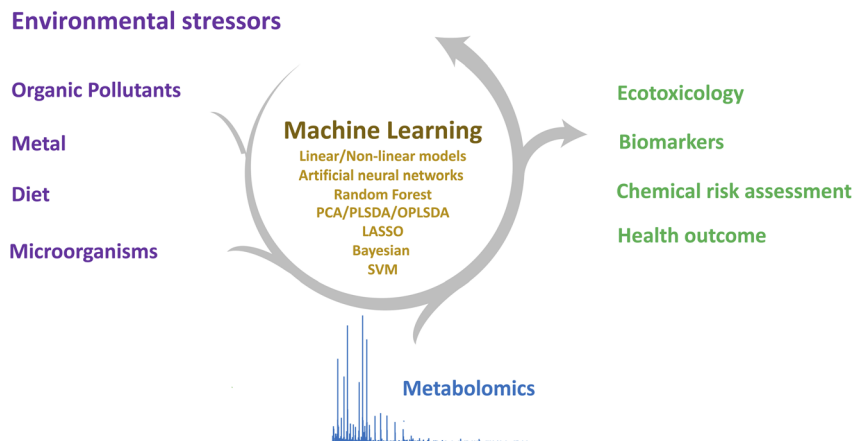 Environmental stressors
Organic Pollutants
Metal
Diet
Microorganisms
Machine Learning
Linear/Non-linear models
Artificial neural networks
Random Forest
PCA/PLSDA/OPLSDA
LASSO
Bayesian
SVM
Metabolomics
Ecotoxicology
Biomarkers
Chemical risk assessment
Health outcome